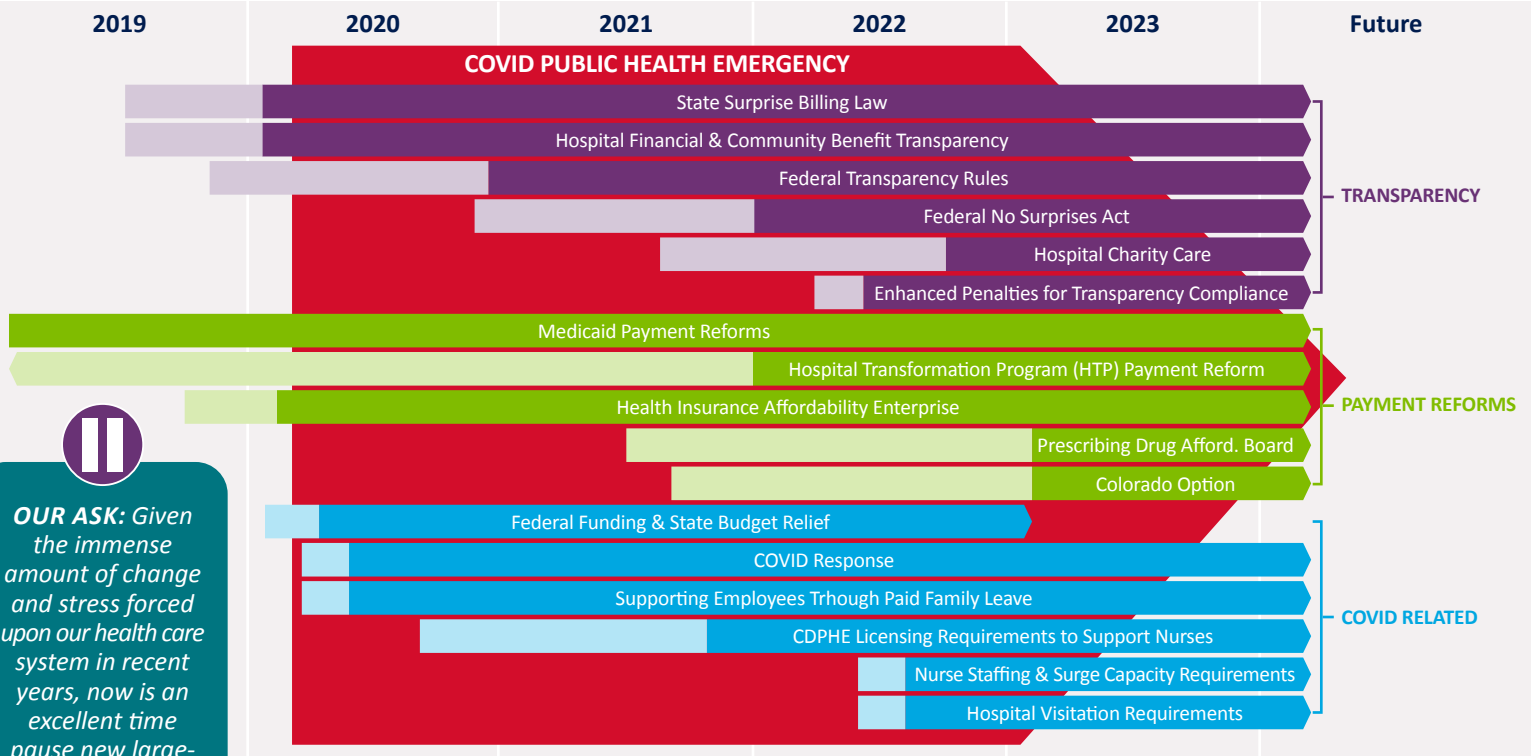 2019 2020 2021 2022 2023 Future
COVID PUBLIC HEALTH EMERGENCY
State Surprise Billing Law
Hospital Financial & Community Benefit Transparency
Federal Transparency Rules
TRANSPARENCY
Federal No Surprises Act
Hospital Charity Care
Enhanced Penalties for Transparency Compliance
Medicaid Payment Reforms
Hospital Transformation Program (HTP) Payment Reform
Health Insurance Affordability Enterprise
PAYMENT REFORMS
Prescribing Drug Afford. Board
Colorado Option
Federal Funding & State Budget Relief
COVID Response
Supporting Employees Trhough Paid Family Leave
COVID RELATED
CDPHE Licensing Requirements to Support Nurses
Nurse Staffing & Surge Capacity Requirements
Hospital Visitation Requirements
OUR ASK: Given
the immense
amount of change
and stress forced
upon our health care
system in recent
years, now is an
excellent time
pause new large-